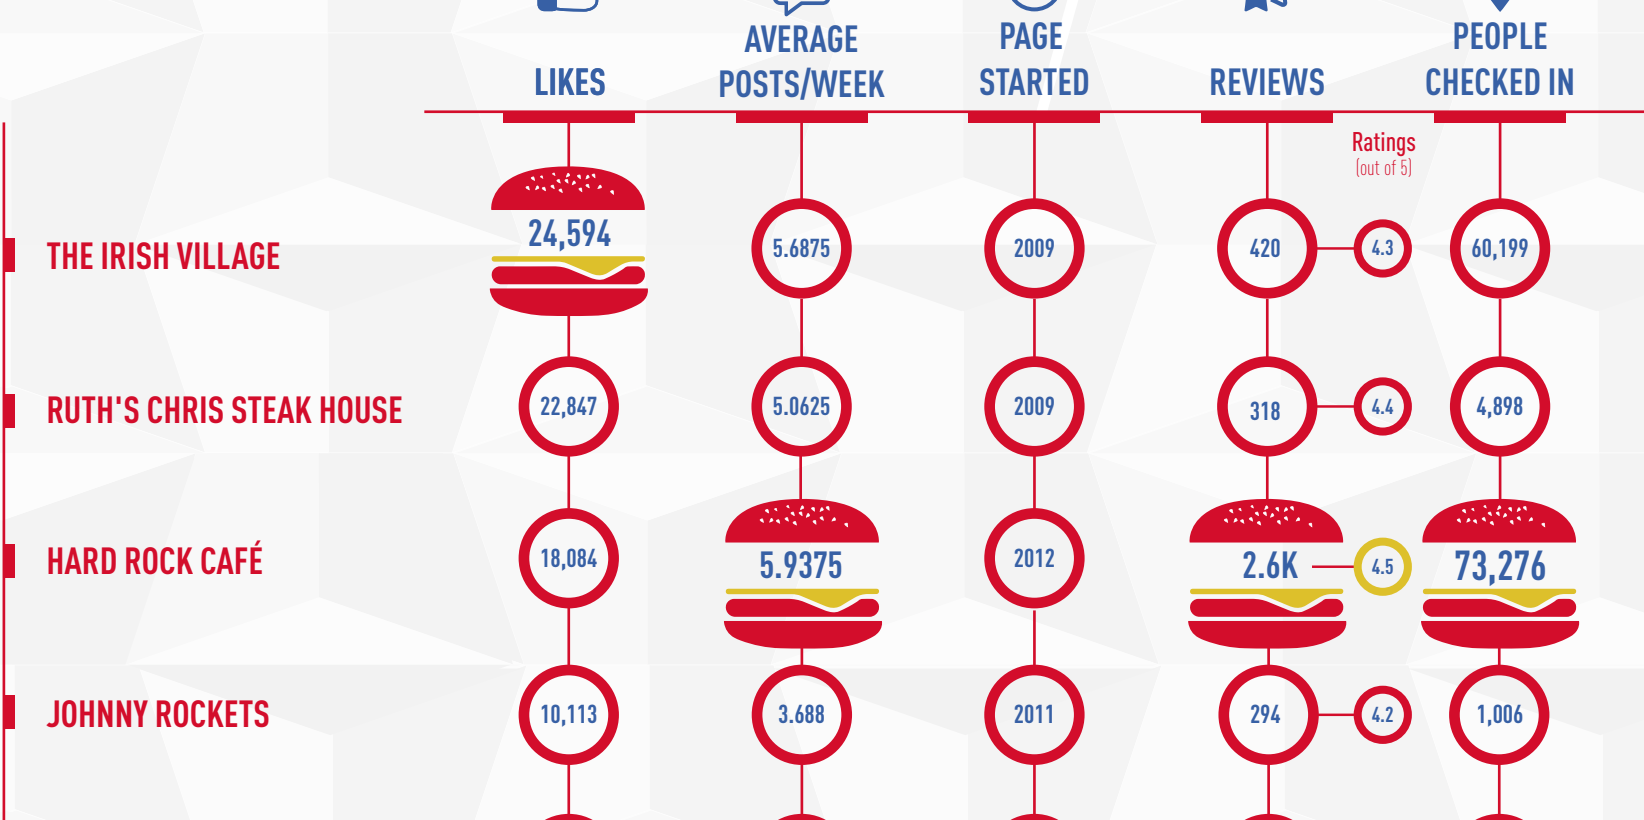 LIKES
AVERAGE
POSTS/WEEK
PAGE
STARTED
REVIEWS
PEOPLE
CHECKED IN
Ratings
(out of 5)
THE IRISH VILLAGE
24,594
5.6875
2009
420
4.3
60,199
RUTH'S CHRIS STEAK HOUSE
22,847
5.0625
2009
318
4.4
4,898
HARD ROCK CAFÉ
18,084
5.9375
2012
2.6K
4.5
73,276
JOHNNY ROCKETS
10,113
3.688
2011
294
4.2
1,006